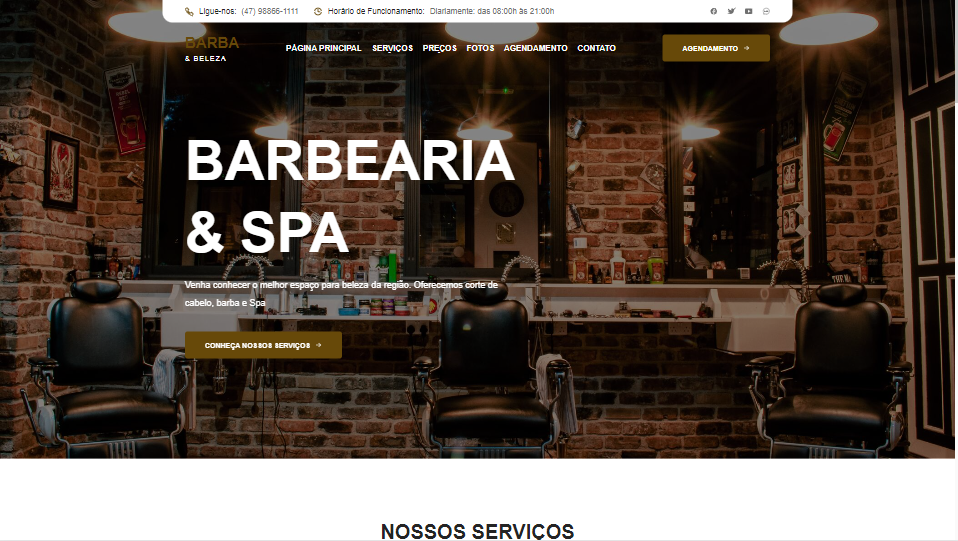 Ligue-nos: (47) 98866-1111 Horário de Funcionamento: Diariamente: das 08:00h às 21:00h
BARBA
& BELEZA
PÁGINA PRINCIPAL SERVIÇOS PREÇOS FOTOS AGENDAMENTO CONTATO
AGENDAMENTO →
BARBEARIA
& SPA
Venha conhecer o melhor espaço para beleza da região. Oferecemos corte de
cabelo, barba e Spa
CONHEÇA NOSSOS SERVIÇOS →
NOSSOS SERVIÇOS